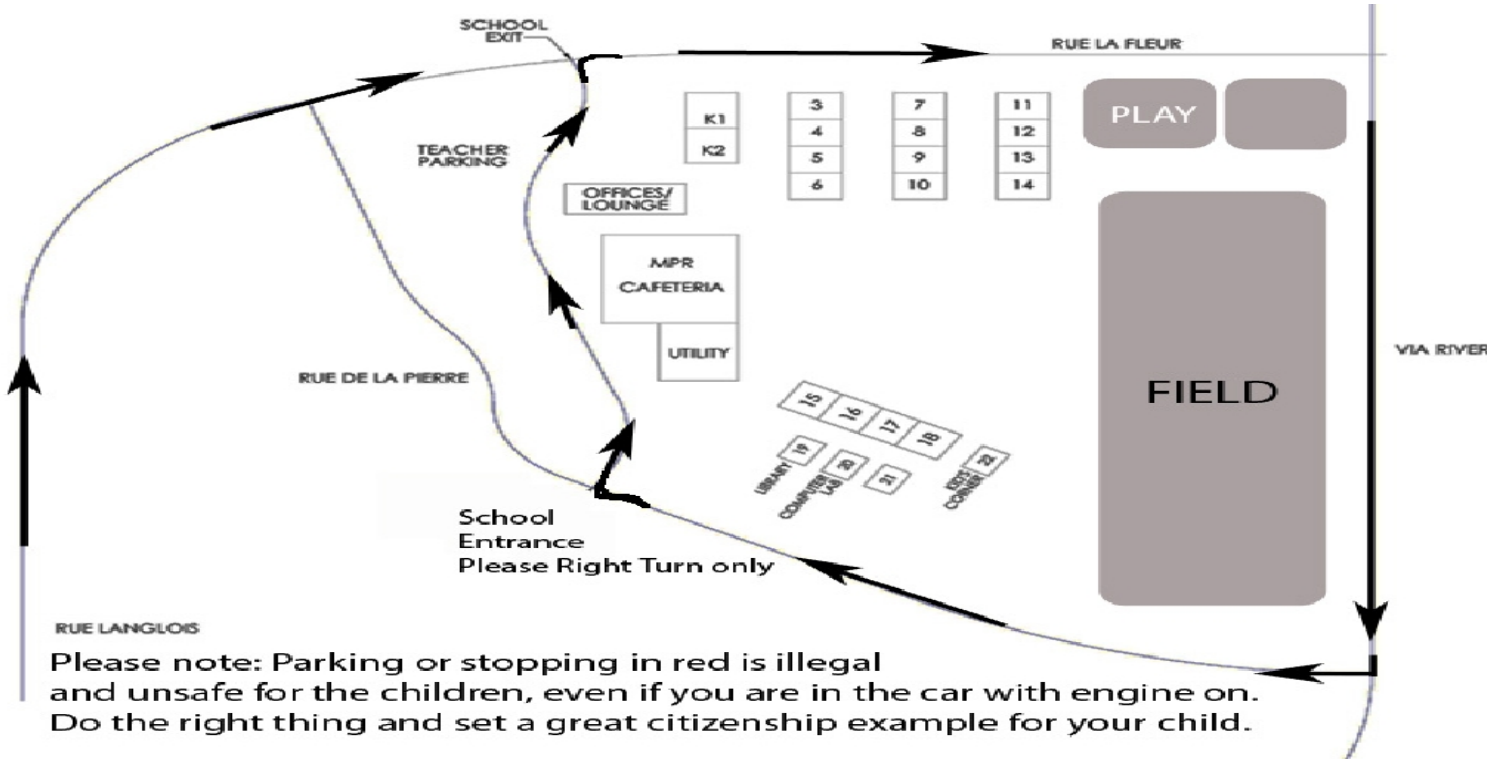 SCHOOL
EXIT
RUE LA FLEUR
K1
K2
3
4
5
6
7
8
9
10
11
12
13
14
PLAY
TEACHER
PARKING
OFFICES/
LOUNGE
MPR
CAFETERIA
UTILITY
VIA RIVER
RUE DE LA PIERRE
FIELD
15
16
17
18
19
20
21
22
LIBRARY
COMPUTER
LAB
KIDS
CORNER
School
Entrance
Please Right Turn only
RUE LANGLOIS
Please note: Parking or stopping in red is illegal
and unsafe for the children, even if you are in the car with engine on.
Do the right thing and set a great citizenship example for your child.